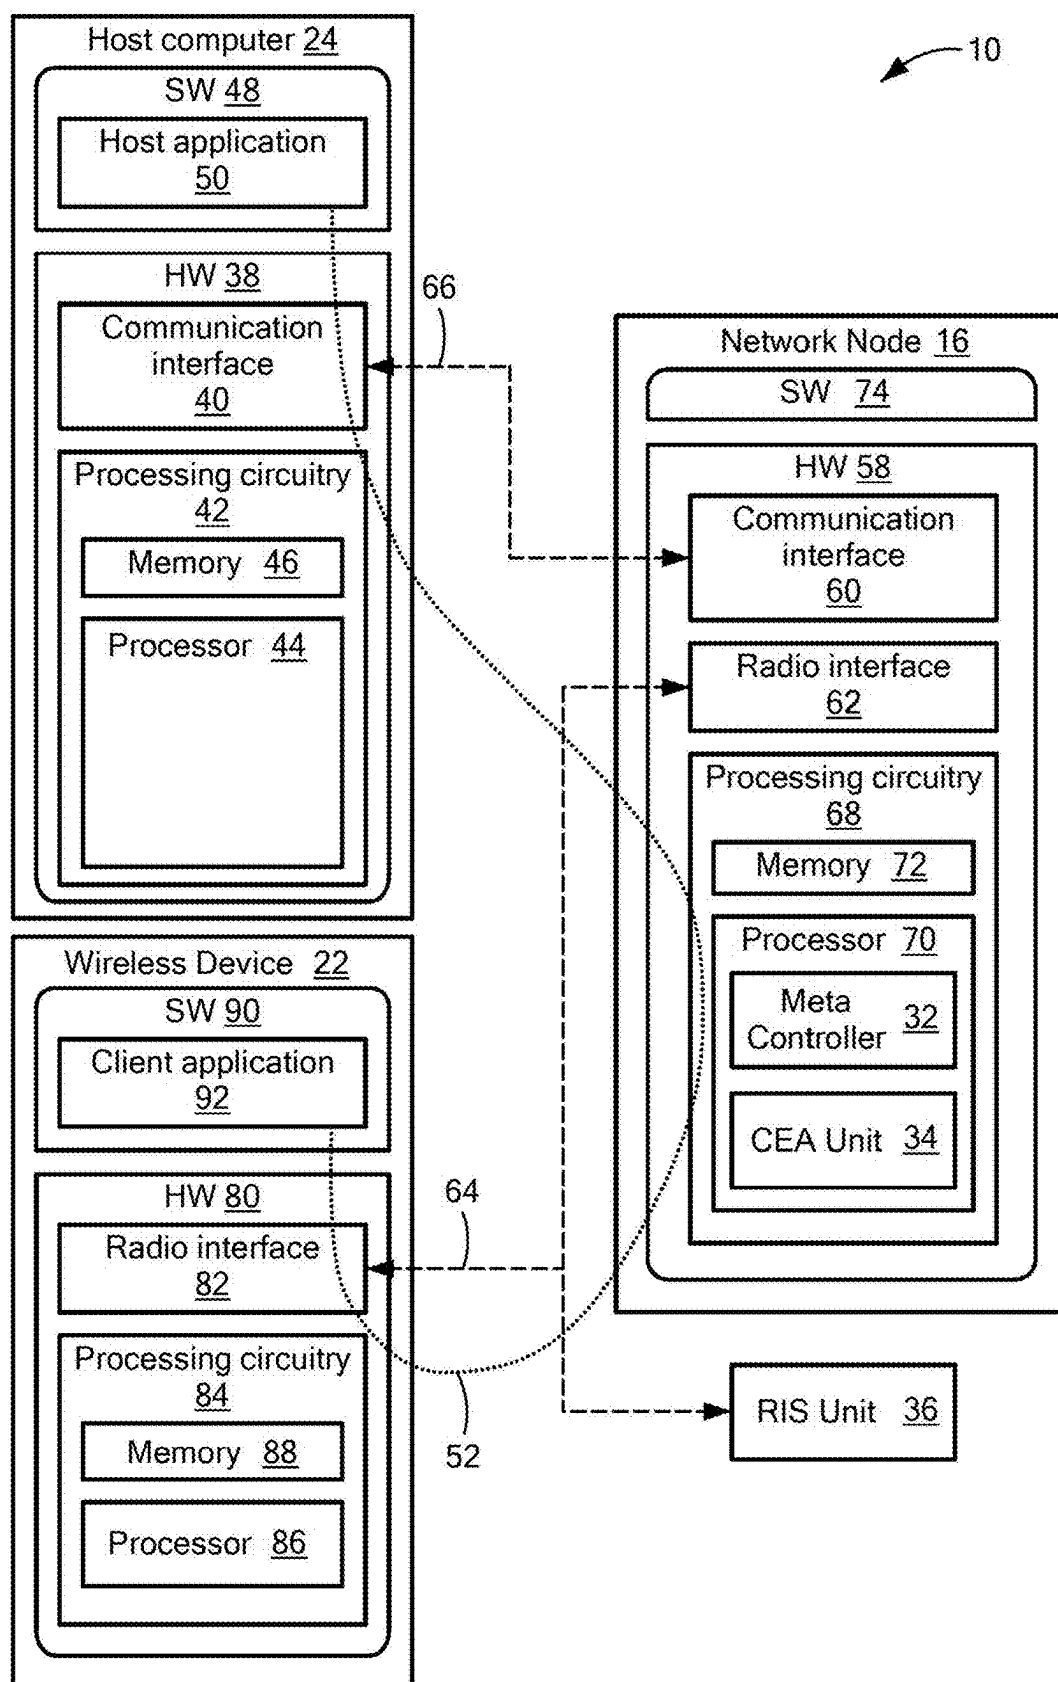 Host computer 24
SW 48
Host application
50
HW 38
Communication
interface
40
Processing circuitry
42
Memory 46
Processor 44
Wireless Device 22
SW 90
Client application
92
HW 80
Radio interface
82
Processing circuitry
84
Memory 88
Processor 86
66
64
52
10
Network Node 16
SW 74
HW 58
Communication
interface
60
Radio interface
62
Processing circuitry
68
Memory 72
Processor 70
Meta
Controller 32
CEA Unit 34
RIS Unit 36